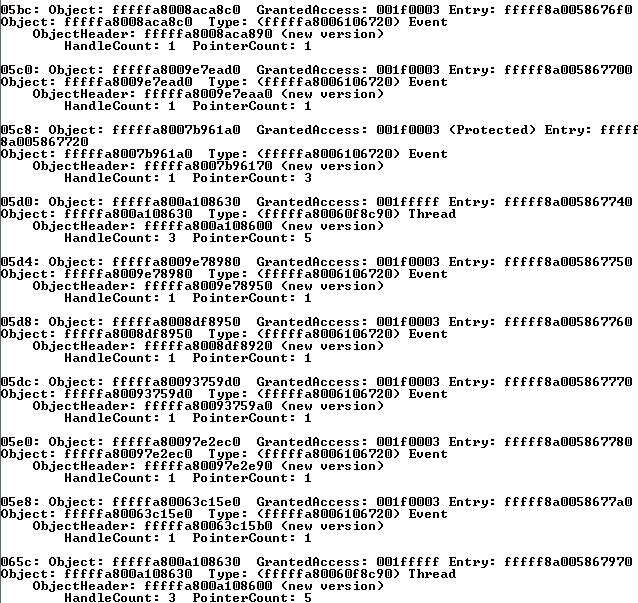 05bc: Object: fffffa8008aca8c0  GrantedAccess: 001f0003 Entry: fffff8a0058676f0
Object: fffffa8008aca8c0  Type: (fffffa8006106720) Event
    ObjectHeader: fffffa8008aca890 (new version)
        HandleCount: 1  PointerCount: 1

05c0: Object: fffffa8009e7ead0  GrantedAccess: 001f0003 Entry: fffff8a005867700
Object: fffffa8009e7ead0  Type: (fffffa8006106720) Event
    ObjectHeader: fffffa8009e7eaa0 (new version)
        HandleCount: 1  PointerCount: 1

05c8: Object: fffffa8007b961a0  GrantedAccess: 001f0003 (Protected) Entry: fffff
8a005867720
Object: fffffa8007b961a0  Type: (fffffa8006106720) Event
    ObjectHeader: fffffa8007b96170 (new version)
        HandleCount: 1  PointerCount: 3

05d0: Object: fffffa800a108630  GrantedAccess: 001fffff Entry: fffff8a005867740
Object: fffffa800a108630  Type: (fffffa80060f8c90) Thread
    ObjectHeader: fffffa800a108600 (new version)
        HandleCount: 3  PointerCount: 5

05d4: Object: fffffa8009e78980  GrantedAccess: 001f0003 Entry: fffff8a005867750
Object: fffffa8009e78980  Type: (fffffa8006106720) Event
    ObjectHeader: fffffa8009e78950 (new version)
        HandleCount: 1  PointerCount: 1

05d8: Object: fffffa8008df8950  GrantedAccess: 001f0003 Entry: fffff8a005867760
Object: fffffa8008df8950  Type: (fffffa8006106720) Event
    ObjectHeader: fffffa8008df8920 (new version)
        HandleCount: 1  PointerCount: 1

05dc: Object: fffffa80093759d0  GrantedAccess: 001f0003 Entry: fffff8a005867770
Object: fffffa80093759d0  Type: (fffffa8006106720) Event
    ObjectHeader: fffffa80093759a0 (new version)
        HandleCount: 1  PointerCount: 1

05e0: Object: fffffa80097e2ec0  GrantedAccess: 001f0003 Entry: fffff8a005867780
Object: fffffa80097e2ec0  Type: (fffffa8006106720) Event
    ObjectHeader: fffffa80097e2e90 (new version)
        HandleCount: 1  PointerCount: 1

05e8: Object: fffffa80063c15e0  GrantedAccess: 001f0003 Entry: fffff8a0058677a0
Object: fffffa80063c15e0  Type: (fffffa8006106720) Event
    ObjectHeader: fffffa80063c15b0 (new version)
        HandleCount: 1  PointerCount: 1

065c: Object: fffffa800a108630  GrantedAccess: 001fffff Entry: fffff8a005867970
Object: fffffa800a108630  Type: (fffffa80060f8c90) Thread
    ObjectHeader: fffffa800a108600 (new version)
        HandleCount: 3  PointerCount: 5